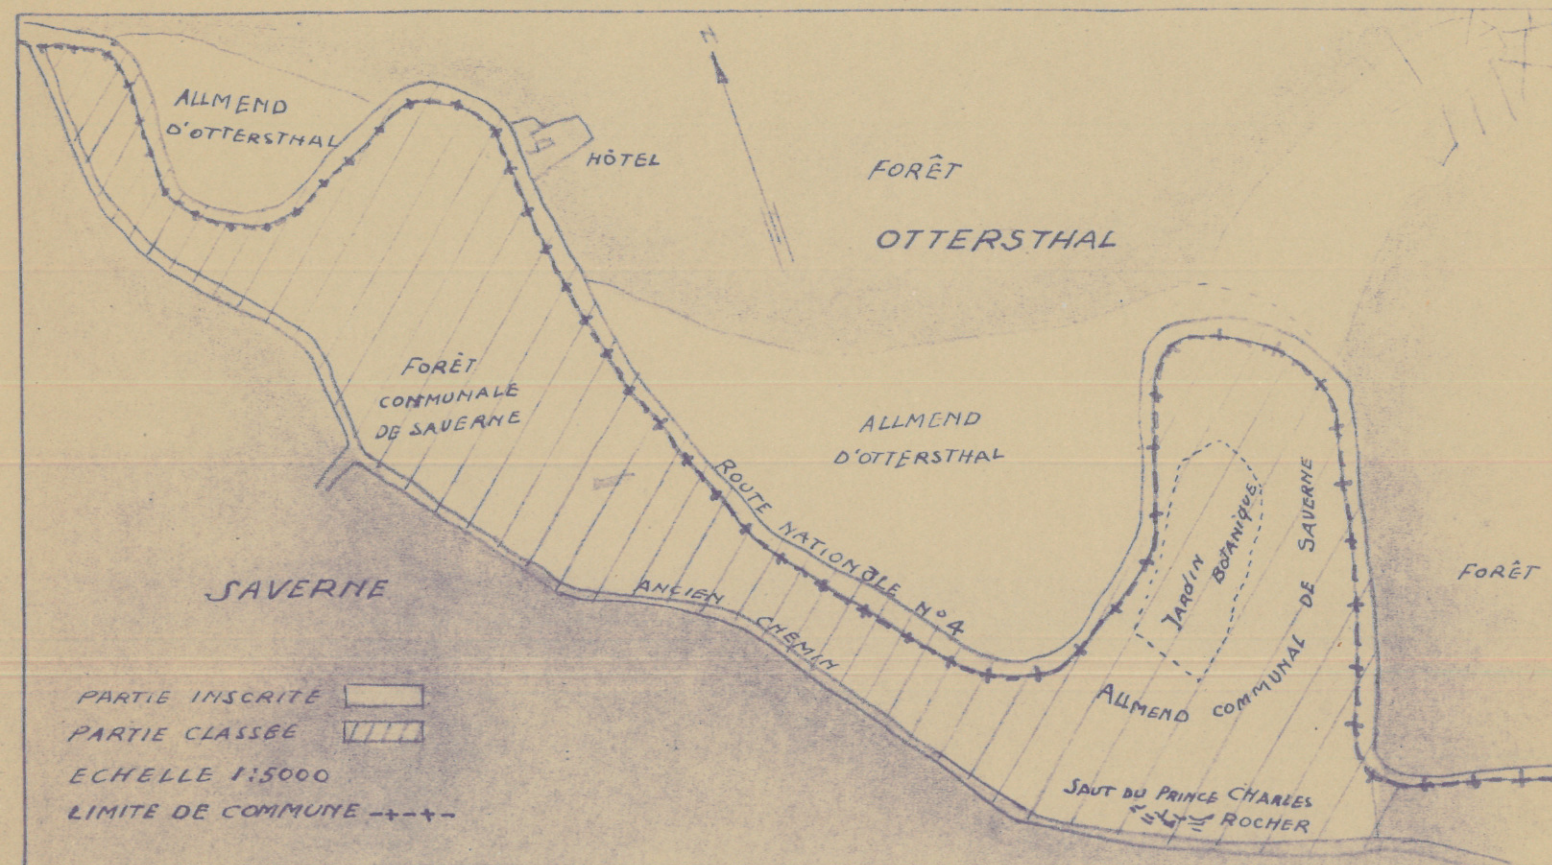 N
ALLMEND
D'OTTERSTHAL
HÔTEL
FORÊT
OTTERSTHAL
FORÊT
COMMUNALE
DE SAVERNE
ALLMEND
D'OTTERSTHAL
ROUTE NATIONALE Nº4
JARDIN
BOTANIQUE
ALLMEND COMMUNAL DE SAVERNE
FORÊT
SAVERNE
ANCIEN CHEMIN
SAUT DU PRINCE CHARLES
ROCHER
PARTIE INSCRITE
PARTIE CLASSÉE
ECHELLE 1:5000
LIMITE DE COMMUNE